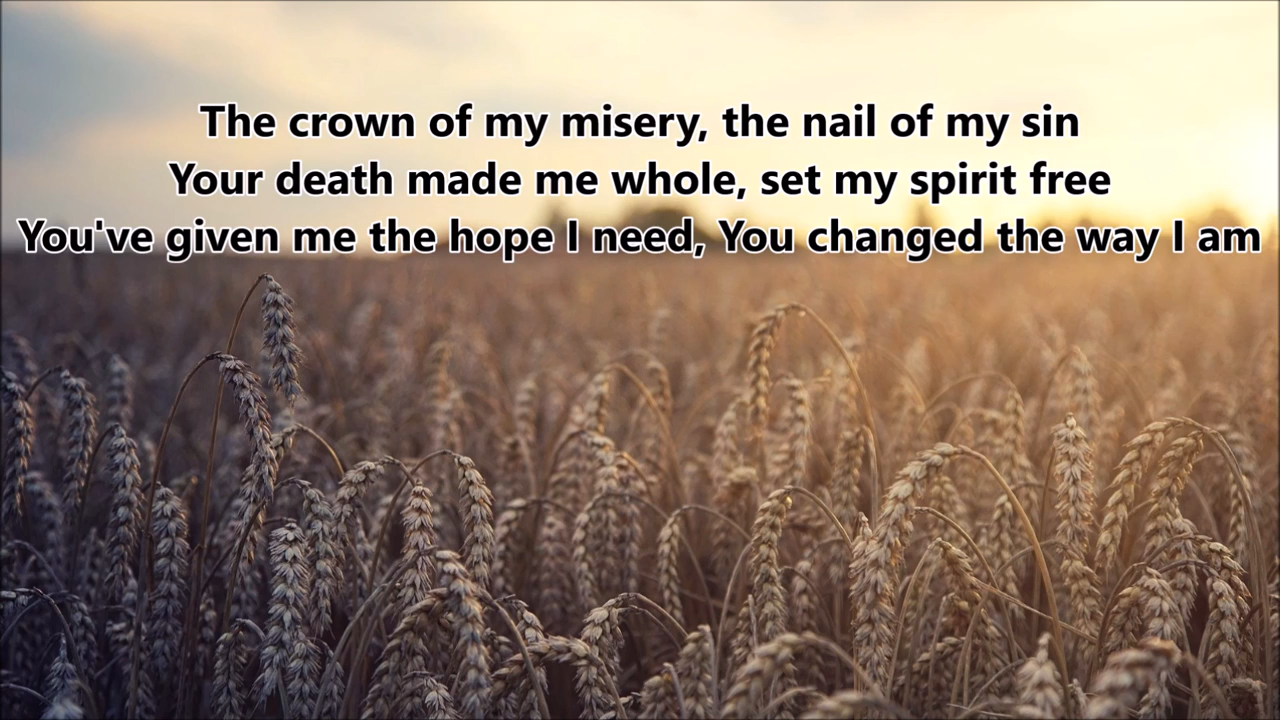 The crown of my misery, the nail of my sin
Your death made me whole, set my spirit free
You've given me the hope I need, You changed the way I am